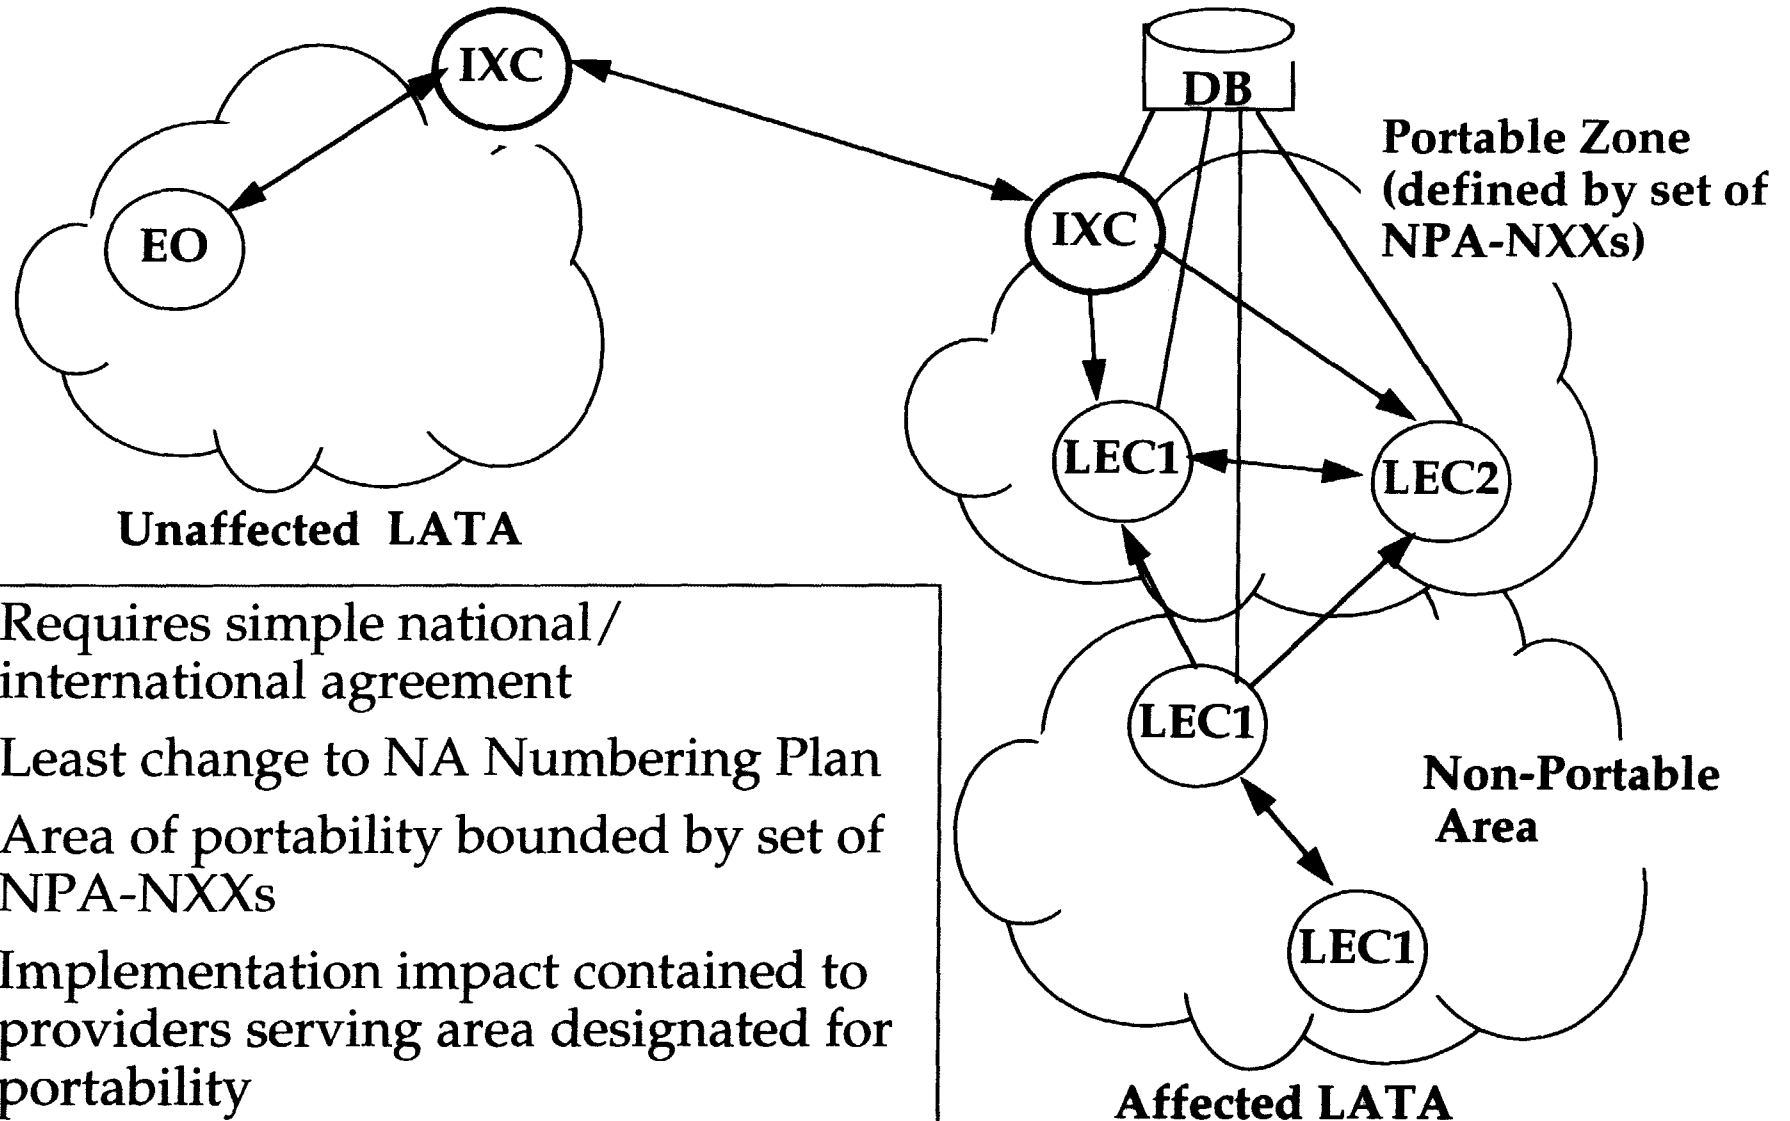 IXC
DB
Portable Zone
(defined by set of
NPA-NXXs)
IXC
EO
LEC1
LEC2
Unaffected LATA
Requires simple national/
international agreement
Least change to NA Numbering Plan
Area of portability bounded by set of
NPA-NXXs
Implementation impact contained to
providers serving area designated for
portability
LEC1
Non-Portable
Area
LEC1
Affected LATA